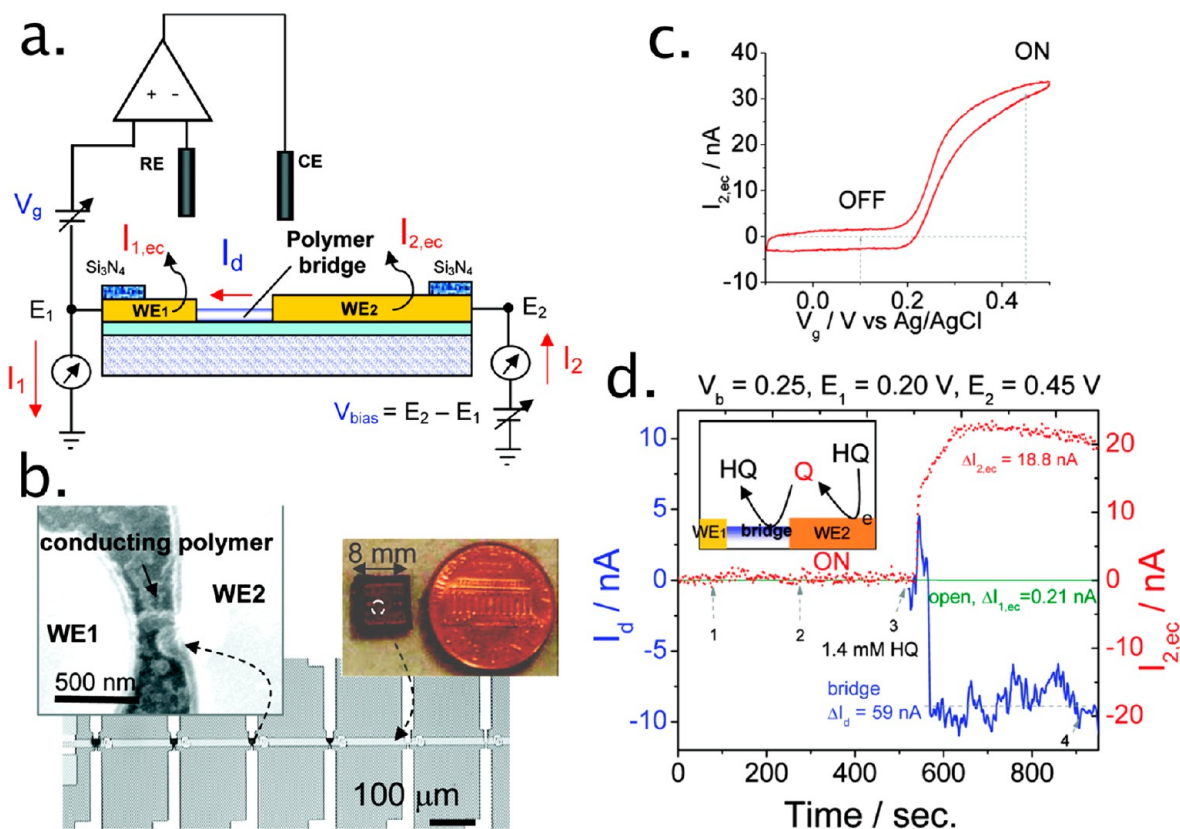 a.
+ -
RE
CE
V_g
I_1,ec
I_d
Polymer
bridge
I_2,ec
Si₃N₄
Si₃N₄
E₁
WE1
WE2
E₂
I₁
I₂
V_bias = E₂ – E₁
b.
conducting polymer
WE2
WE1
500 nm
8 mm
100 μm
c.
ON
40
30
20
10
0
-10
I_2,ec / nA
OFF
0.0
0.2
0.4
V_g / V vs Ag/AgCl
d.
V_b = 0.25, E₁ = 0.20 V, E₂ = 0.45 V
10
5
0
-5
-10
I_d / nA
HQ
Q
HQ
WE1
bridge
WE2
e
ON
ΔI_2,ec = 18.8 nA
open, ΔI_1,ec=0.21 nA
1
2
3
1.4 mM HQ
bridge
ΔI_d = 59 nA
4
20
10
0
-10
-20
I_2,ec / nA
0
200
400
600
800
Time / sec.